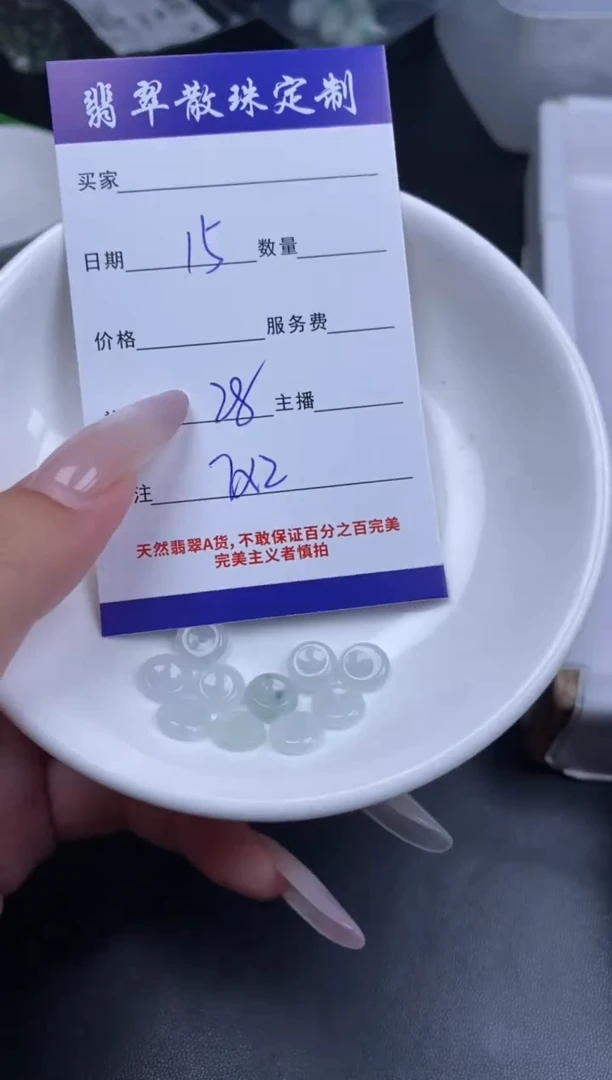 翡翠散珠定制
买家
日期 15 数量
价格 服务费
28 主播
注 7x2
天然翡翠A货，不敢保证百分之百完美
完美主义者慎拍